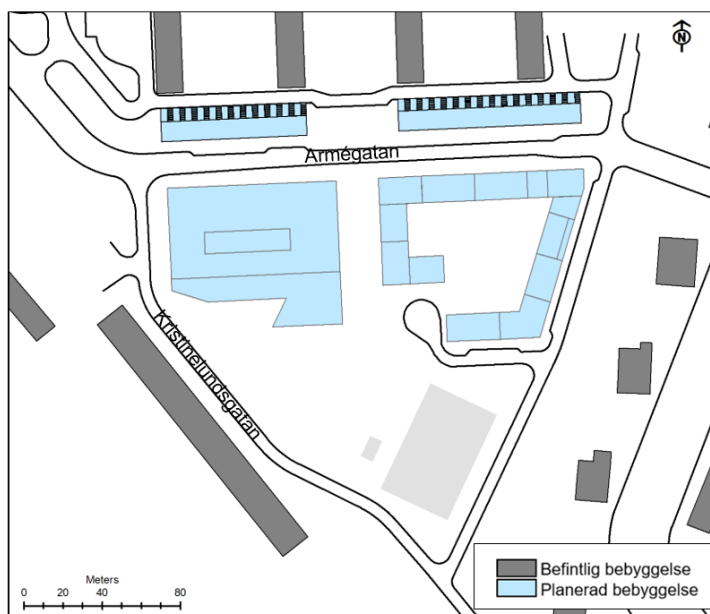 N
Armégatan
Kristinelundsgatan
Meters
0 20 40 80
Befintlig bebyggelse
Planerad bebyggelse